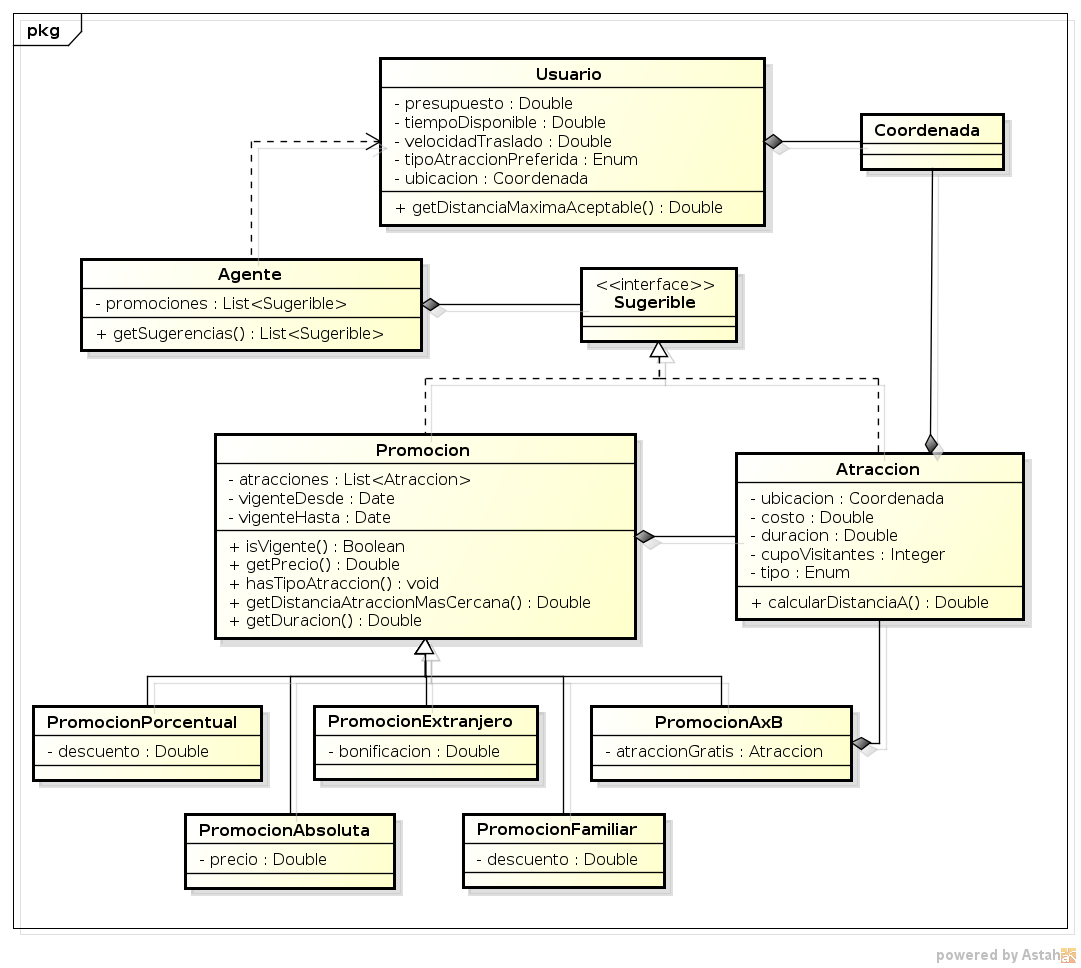 pkg
Usuario
- presupuesto : Double
- tiempoDisponible : Double
- velocidadTraslado : Double
- tipoAtraccionPreferida : Enum
- ubicacion : Coordenada
+ getDistanciaMaximaAceptable() : Double
Coordenada
Agente
- promociones : List<Sugerible>
+ getSugerencias() : List<Sugerible>
<<interface>>
Sugerible
Promocion
- atracciones : List<Atraccion>
- vigenteDesde : Date
- vigenteHasta : Date
+ isVigente() : Boolean
+ getPrecio() : Double
+ hasTipoAtraccion() : void
+ getDistanciaAtraccionMasCercana() : Double
+ getDuracion() : Double
Atraccion
- ubicacion : Coordenada
- costo : Double
- duracion : Double
- cupoVisitantes : Integer
- tipo : Enum
+ calcularDistanciaA() : Double
PromocionPorcentual
- descuento : Double
PromocionExtranjero
- bonificacion : Double
PromocionAxB
- atraccionGratis : Atraccion
PromocionAbsoluta
- precio : Double
PromocionFamiliar
- descuento : Double
powered by Astah